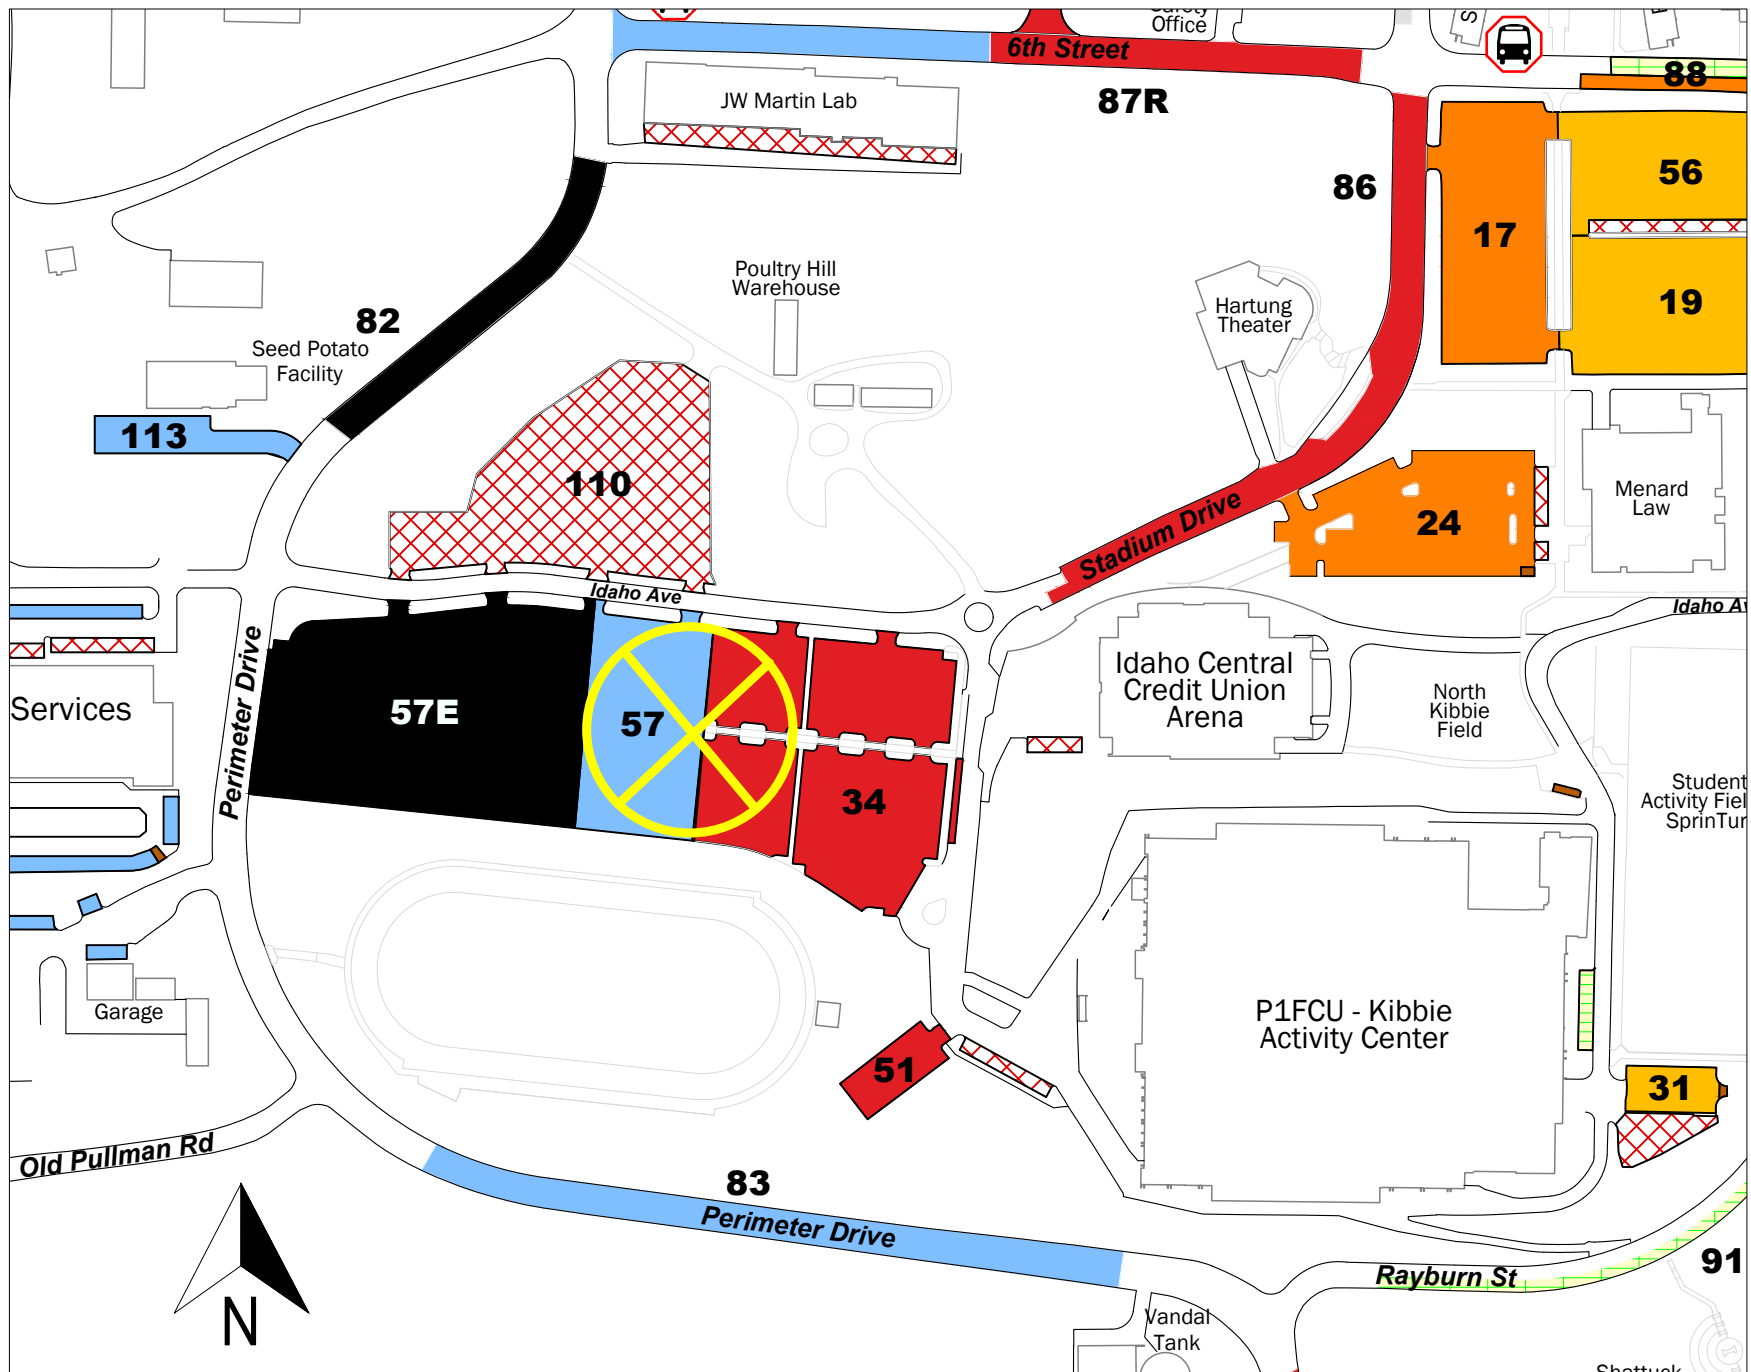 Office
6th Street
88
JW Martin Lab
87R
56
86
17
Poultry Hill
Warehouse
19
Hartung
Theater
82
Seed Potato
Facility
113
110
Menard
Law
24
Stadium Drive
Idaho Ave
Idaho Av
Perimeter Drive
Idaho Central
Credit Union
Arena
North
Kibbie
Field
Services
57E
57
34
Student
Activity Fiel
SprinTur
Garage
P1FCU - Kibbie
Activity Center
51
31
Old Pullman Rd
83
Perimeter Drive
91
Rayburn St
N
Vandal
Tank